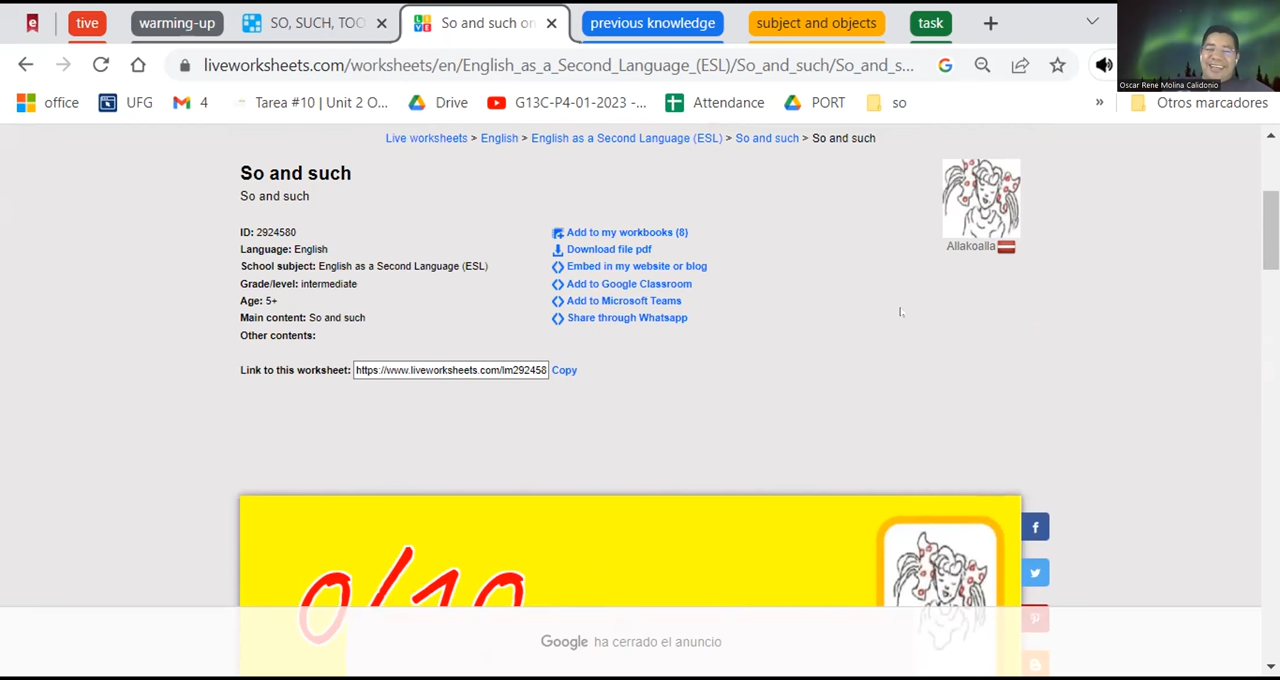 live
warming-up
SO, SUCH, TOO
So and such on
previous knowledge
subject and objects
task
liveworksheets.com/worksheets/en/English_as_a_Second_Language_(ESL)/So_and_such/So_and_s...
Oscar Rene Molina Calidonio
office
UFG
4
Tarea #10 | Unit 2 O...
Drive
G13C-P4-01-2023 -...
Attendance
PORT
so
»
Otros marcadores
Live worksheets > English > English as a Second Language (ESL) > So and such > So and such
So and such
So and such
ID: 2924580
Language: English
School subject: English as a Second Language (ESL)
Grade/level: intermediate
Age: 5+
Main content: So and such
Other contents:
Add to my workbooks (8)
Download file pdf
Embed in my website or blog
Add to Google Classroom
Add to Microsoft Teams
Share through Whatsapp
Allakoalla
Link to this worksheet: https://www.liveworksheets.com/lm292458 Copy
0/10
Google ha cerrado el anuncio